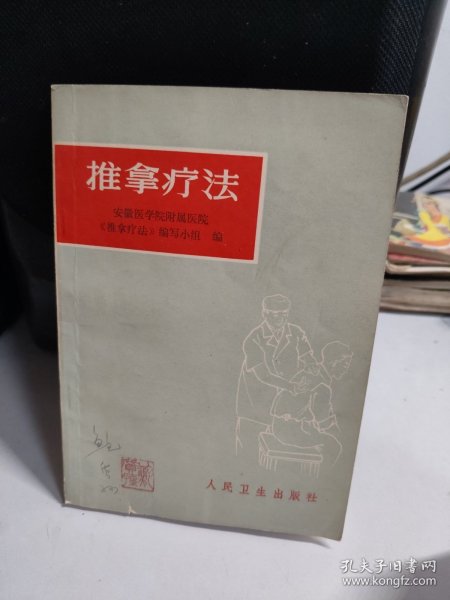 推拿疗法
安徽医学院附属医院
《推拿疗法》编写小组 编
人民卫生出版社
孔夫子旧书网
www.kongfz.com